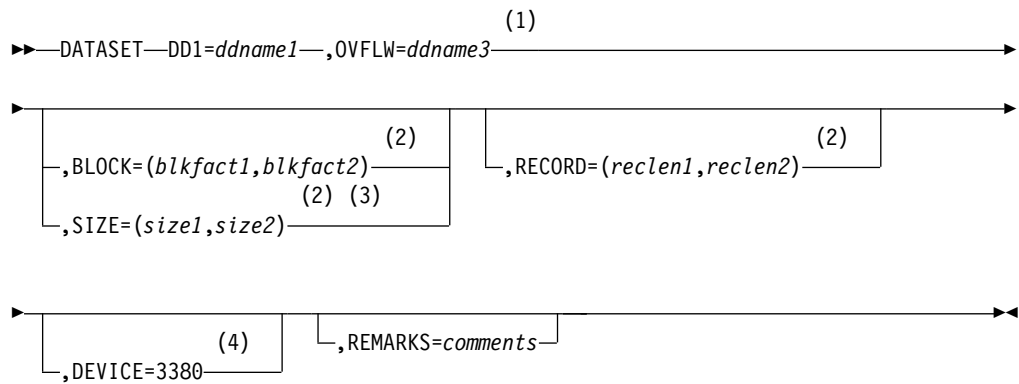 (1)
DATASET DD1=ddname1 ,OVFLW=ddname3
(2) (2)
,BLOCK=(blkfact1,blkfact2) ,RECORD=(reclen1,reclen2)
(2) (3)
,SIZE=(size1,size2)
(4)
,REMARKS=comments
,DEVICE=3380